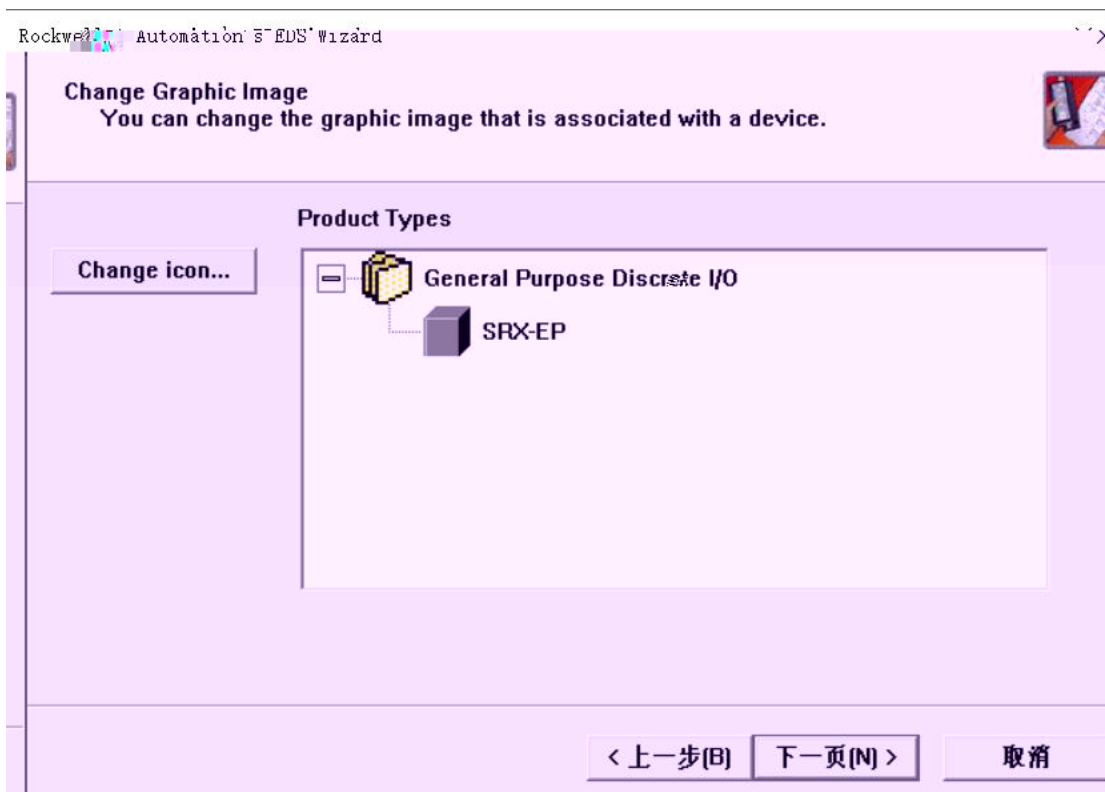 Rockwell Automation's EDS Wizard
Change Graphic Image
You can change the graphic image that is associated with a device.
Product Types
Change icon...
General Purpose Discrete I/O
SRX-EP
<上一步(B) 下一页(N)> 取消